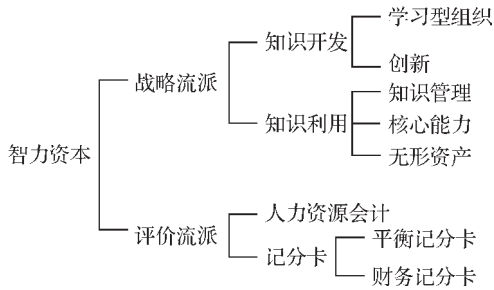 智力资本
战略流派
知识开发
学习型组织
创新
知识利用
知识管理
核心能力
无形资产
评价流派
人力资源会计
记分卡
平衡记分卡
财务记分卡